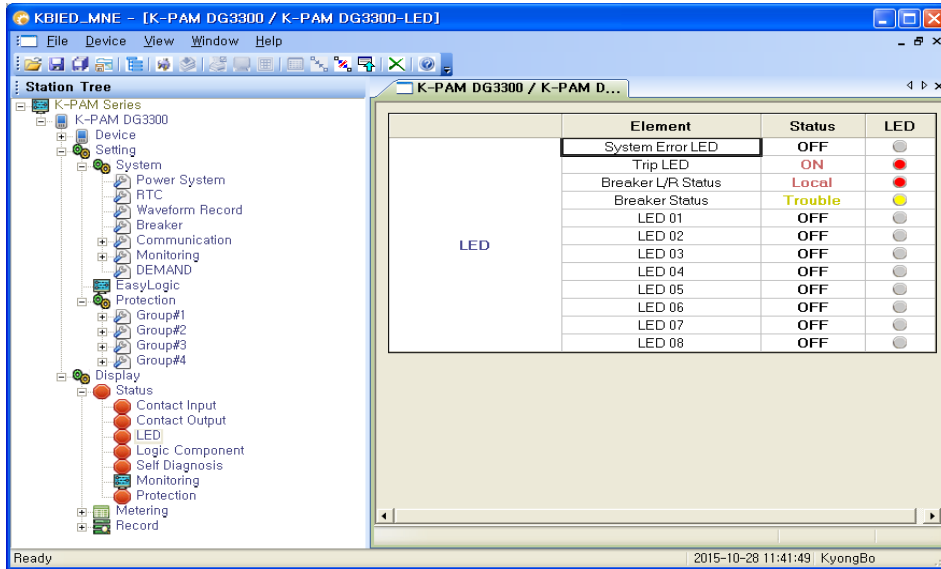 KBIED_MNE - [K-PAM DG3300 / K-PAM DG3300-LED]
File Device View Window Help
Station Tree
K-PAM DG3300 / K-PAM D...
K-PAM Series
K-PAM DG3300
Device
Setting
System
Power System
RTC
Waveform Record
Breaker
Communication
Monitoring
DEMAND
EasyLogic
Protection
Group#1
Group#2
Group#3
Group#4
Display
Status
Contact Input
Contact Output
LED
Logic Component
Self Diagnosis
Monitoring
Protection
Metering
Record
Element Status LED
LED
System Error LED OFF
Trip LED ON
Breaker L/R Status Local
Breaker Status Trouble
LED 01 OFF
LED 02 OFF
LED 03 OFF
LED 04 OFF
LED 05 OFF
LED 06 OFF
LED 07 OFF
LED 08 OFF
Ready 2015-10-28 11:41:49 KyongBo